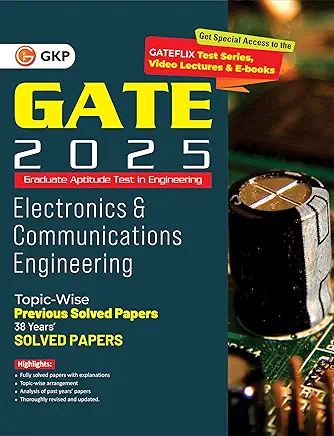 GKP
Get Special Access to the
GATEFLIX Test Series,
Video Lectures & E-books
GATE
2025
Graduate Aptitude Test in Engineering
Electronics &
Communications
Engineering
Topic-Wise
Previous Solved Papers
38 Years'
SOLVED PAPERS
Highlights:
• Fully solved papers with explanations
• Topic-wise arrangement
• Analysis of past years' papers
• Thoroughly revised and updated.